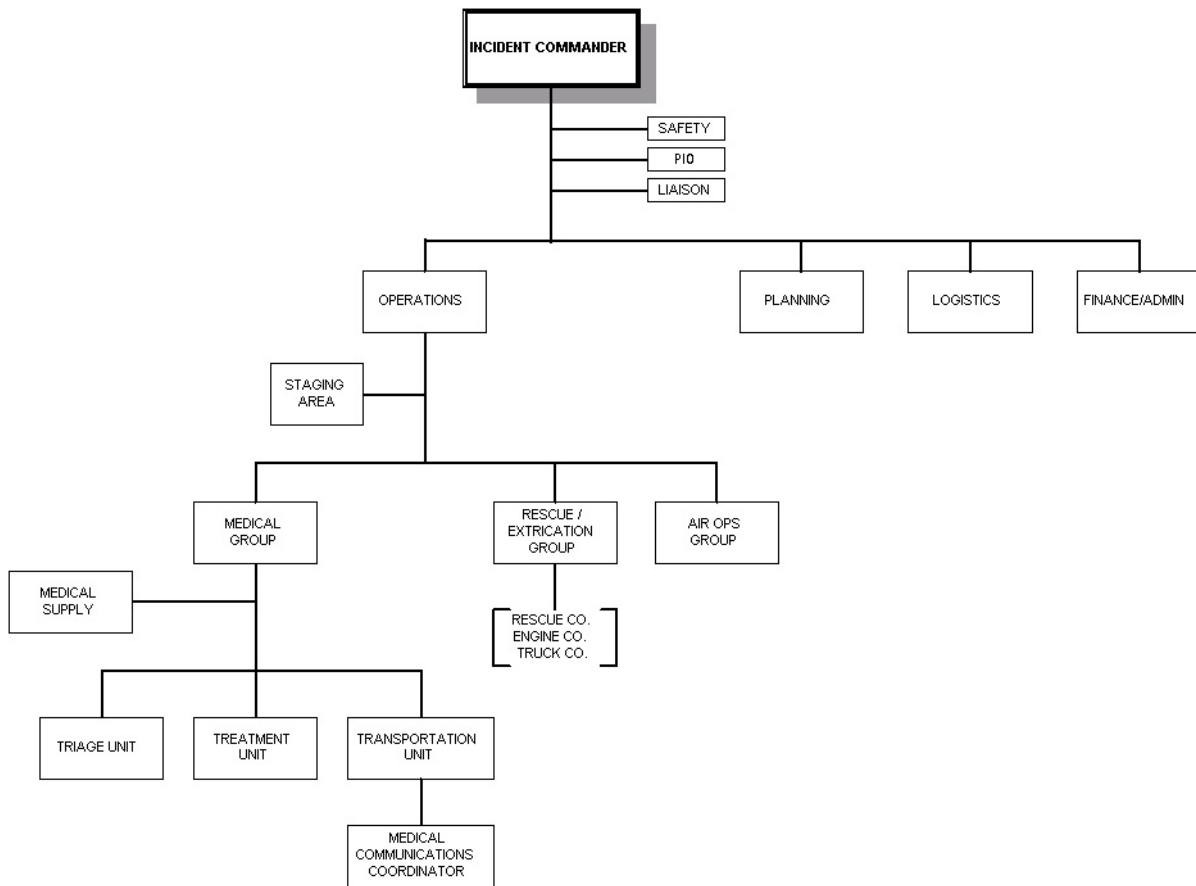 INCIDENT COMMANDER
SAFETY
PIO
LIAISON
OPERATIONS
PLANNING
LOGISTICS
FINANCE/ADMIN
STAGING
AREA
MEDICAL
GROUP
RESCUE /
EXTRICATION
GROUP
AIR OPS
GROUP
MEDICAL
SUPPLY
RESCUE CO.
ENGINE CO.
TRUCK CO.
TRIAGE UNIT
TREATMENT
UNIT
TRANSPORTATION
UNIT
MEDICAL
COMMUNICATIONS
COORDINATOR